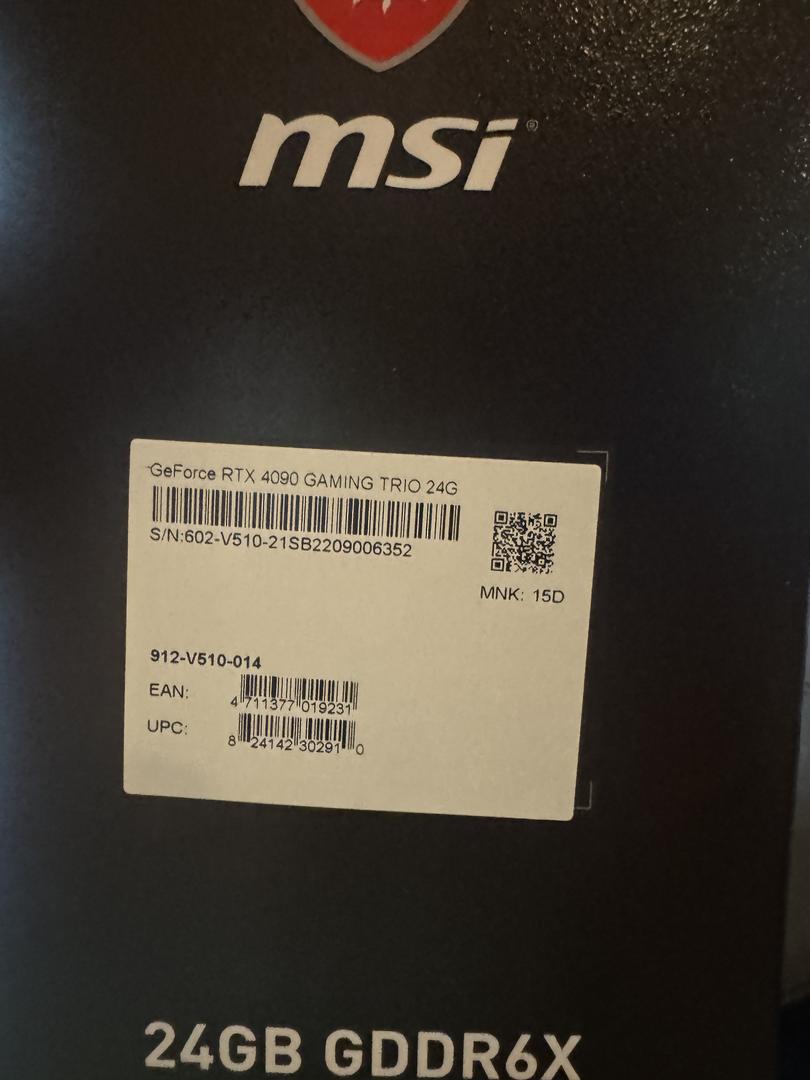 msi®
GeForce RTX 4090 GAMING TRIO 24G
S/N:602-V510-21SB2209006352
MNK: 15D
912-V510-014
EAN:
4 711377 019231
UPC:
8 24142 30291 0
24GB GDDR6X